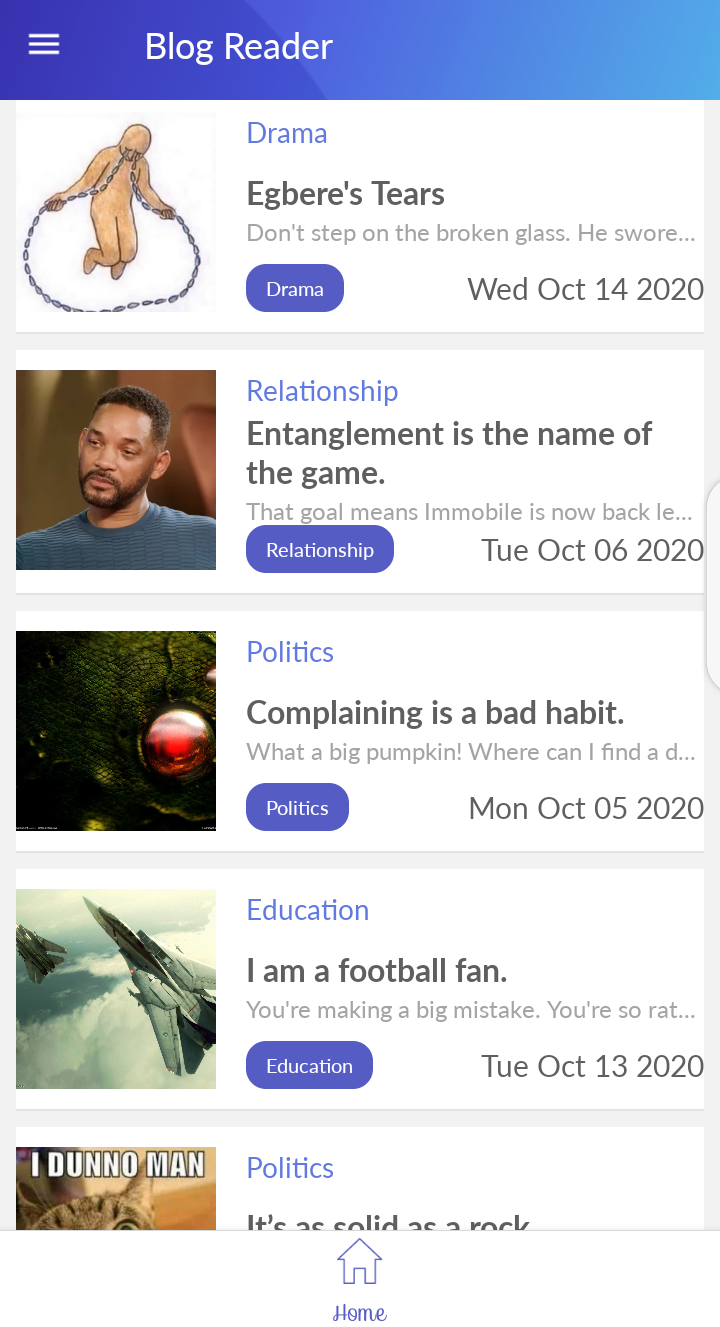 Blog Reader
Drama
Egbere's Tears
Don't step on the broken glass. He swore...
Drama
Wed Oct 14 2020
Relationship
Entanglement is the name of
the game.
That goal means Immobile is now back le...
Relationship
Tue Oct 06 2020
Politics
Complaining is a bad habit.
What a big pumpkin! Where can I find a d...
Politics
Mon Oct 05 2020
Education
I am a football fan.
You're making a big mistake. You're so rat...
Education
Tue Oct 13 2020
I DUNNO MAN
Politics
It’s as solid as a rock
Home